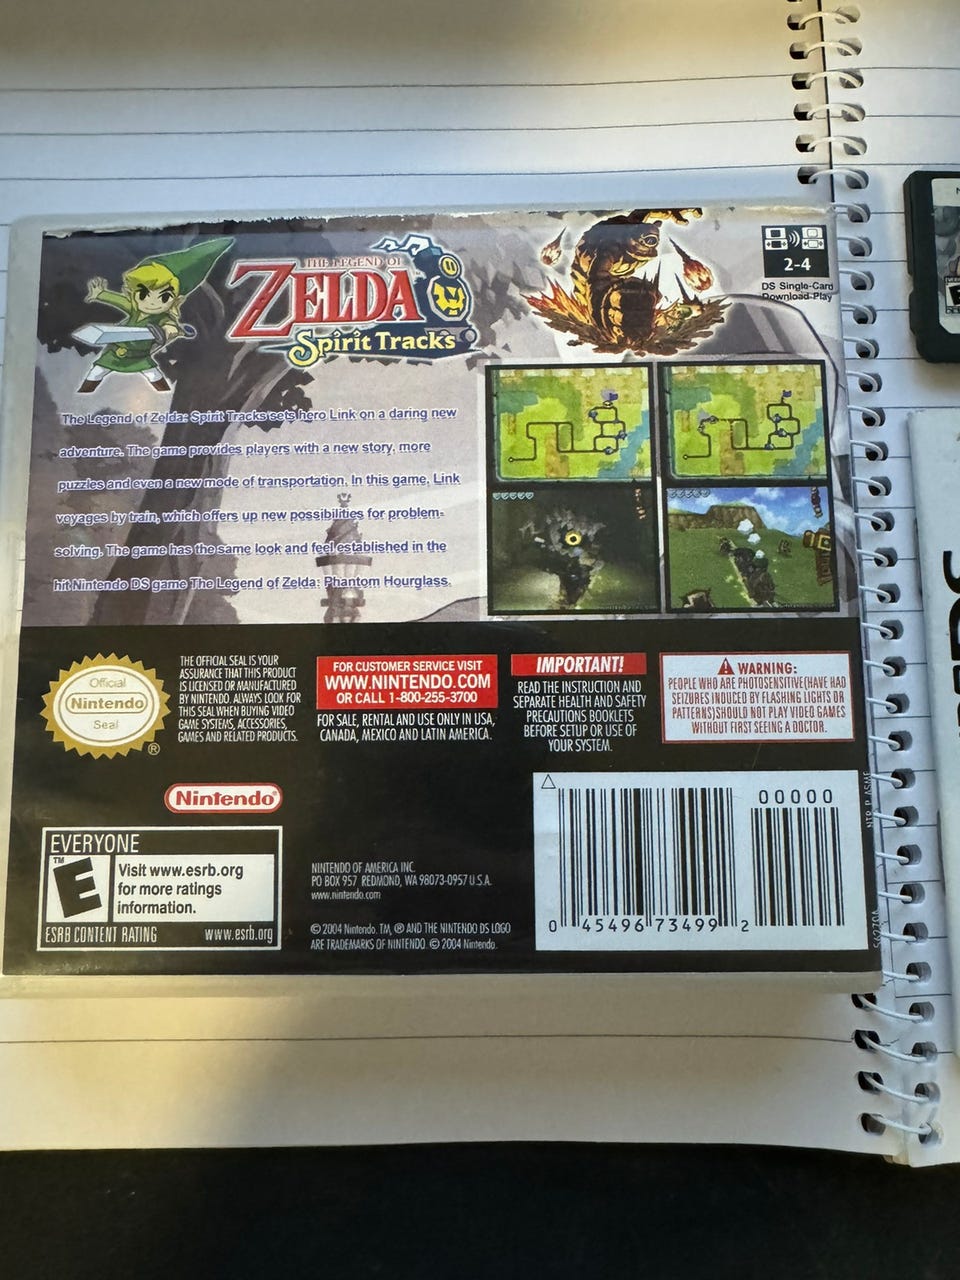 THE LEGEND OF
ZELDA
Spirit Tracks
2-4
DS Single-Card
Download Play
The Legend of Zelda: Spirit Tracks sets hero Link on a daring new
adventure. The game provides players with a new story, more
puzzles and even a new mode of transportation. In this game, Link
voyages by train, which offers up new possibilities for problem-
solving. The game has the same look and feel established in the
hit Nintendo DS game The Legend of Zelda: Phantom Hourglass.
Official
Nintendo
Seal
®
THE OFFICIAL SEAL IS YOUR
ASSURANCE THAT THIS PRODUCT
IS LICENSED OR MANUFACTURED
BY NINTENDO. ALWAYS LOOK FOR
THIS SEAL WHEN BUYING VIDEO
GAME SYSTEMS, ACCESSORIES,
GAMES AND RELATED PRODUCTS.
FOR CUSTOMER SERVICE VISIT
WWW.NINTENDO.COM
OR CALL 1-800-255-3700
FOR SALE, RENTAL AND USE ONLY IN USA,
CANADA, MEXICO AND LATIN AMERICA.
IMPORTANT!
READ THE INSTRUCTION AND
SEPARATE HEALTH AND SAFETY
PRECAUTIONS BOOKLETS
BEFORE SETUP OR USE OF
YOUR SYSTEM.
WARNING:
PEOPLE WHO ARE PHOTOSENSITIVE(HAVE HAD
SEIZURES INDUCED BY FLASHING LIGHTS OR
PATTERNS)SHOULD NOT PLAY VIDEO GAMES
WITHOUT FIRST SEEING A DOCTOR.
Nintendo®
EVERYONE
E
TM
Visit www.esrb.org
for more ratings
information.
ESRB CONTENT RATING www.esrb.org
NINTENDO OF AMERICA INC.
PO BOX 957 REDMOND, WA 98073-0957 U.S.A.
www.nintendo.com
© 2004 Nintendo. TM, ® AND THE NINTENDO DS LOGO
ARE TRADEMARKS OF NINTENDO. © 2004 Nintendo.
00000
0 45496 73499 2